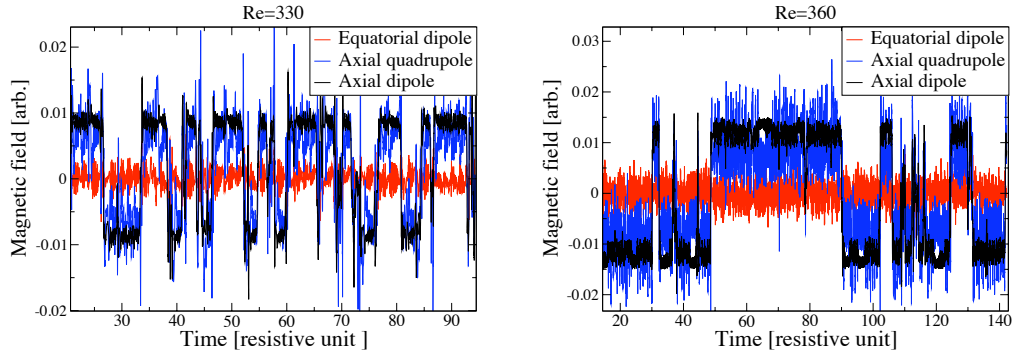 Re=330
Equatorial dipole
Axial quadrupole
Axial dipole
Magnetic field [arb.]
0.02
0.01
0
-0.01
-0.02
30 40 50 60 70 80 90
Time [resistive unit ]
Re=360
Equatorial dipole
Axial quadrupole
Axial dipole
Magnetic field [arb.]
0.03
0.02
0.01
0
-0.01
-0.02
20 40 60 80 100 120 140
Time [resistive unit]